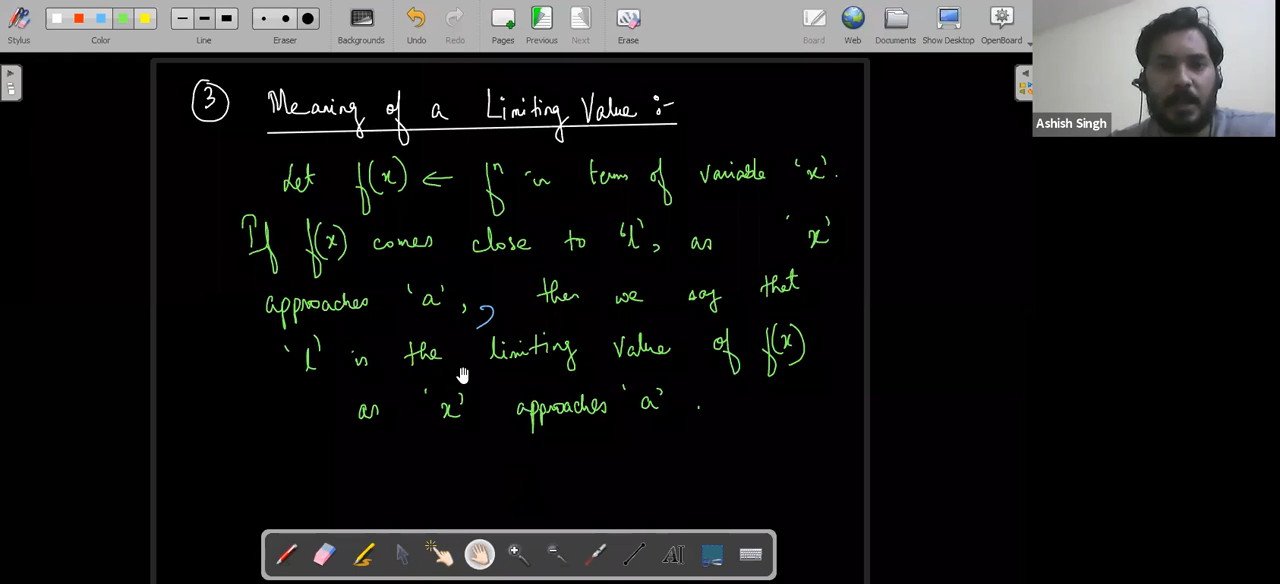 Stylus Color Line Eraser Backgrounds Undo Redo Pages Previous Next Erase Board Web Documents Show Desktop OpenBoard
Ashish Singh
③ Meaning of a Limiting Value :-
Let f(x) ← fⁿ in term of variable 'x'.
If f(x) comes close to 'l', as 'x'
approaches 'a', then we say that
'l' is the limiting value of f(x)
as 'x' approaches 'a'.
AI